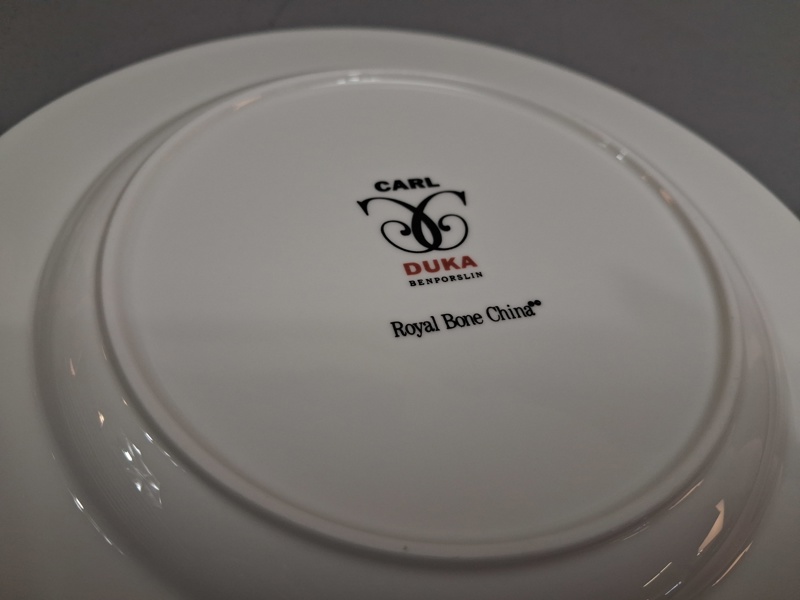 CARL
DUKA
BENPORSLIN
Royal Bone China